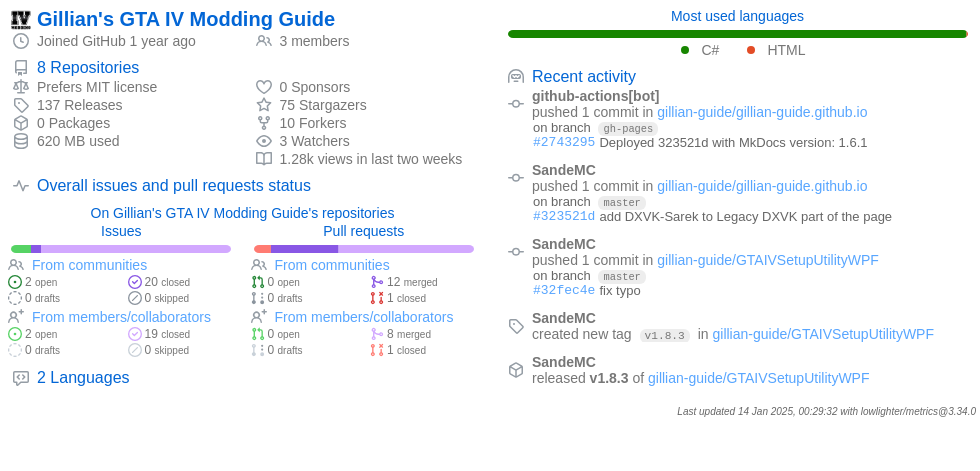 Gillian's GTA IV Modding Guide
Joined GitHub 1 year ago
3 members
8 Repositories
Prefers MIT license
137 Releases
0 Packages
620 MB used
0 Sponsors
75 Stargazers
10 Forkers
3 Watchers
1.28k views in last two weeks
Overall issues and pull requests status
On Gillian's GTA IV Modding Guide's repositories
Issues
From communities
2 open
20 closed
0 drafts
0 skipped
From members/collaborators
2 open
19 closed
0 drafts
0 skipped
Pull requests
From communities
0 open
12 merged
0 drafts
1 closed
From members/collaborators
0 open
8 merged
0 drafts
1 closed
2 Languages
Most used languages
C#
HTML
Recent activity
github-actions[bot]
pushed 1 commit in gillian-guide/gillian-guide.github.io
on branch gh-pages
#2743295 Deployed 323521d with MkDocs version: 1.6.1
SandeMC
pushed 1 commit in gillian-guide/gillian-guide.github.io
on branch master
#323521d add DXVK-Sarek to Legacy DXVK part of the page
SandeMC
pushed 1 commit in gillian-guide/GTAIVSetupUtilityWPF
on branch master
#32fec4e fix typo
SandeMC
created new tag v1.8.3 in gillian-guide/GTAIVSetupUtilityWPF
SandeMC
released v1.8.3 of gillian-guide/GTAIVSetupUtilityWPF
Last updated 14 Jan 2025, 00:29:32 with lowlighter/metrics@3.34.0